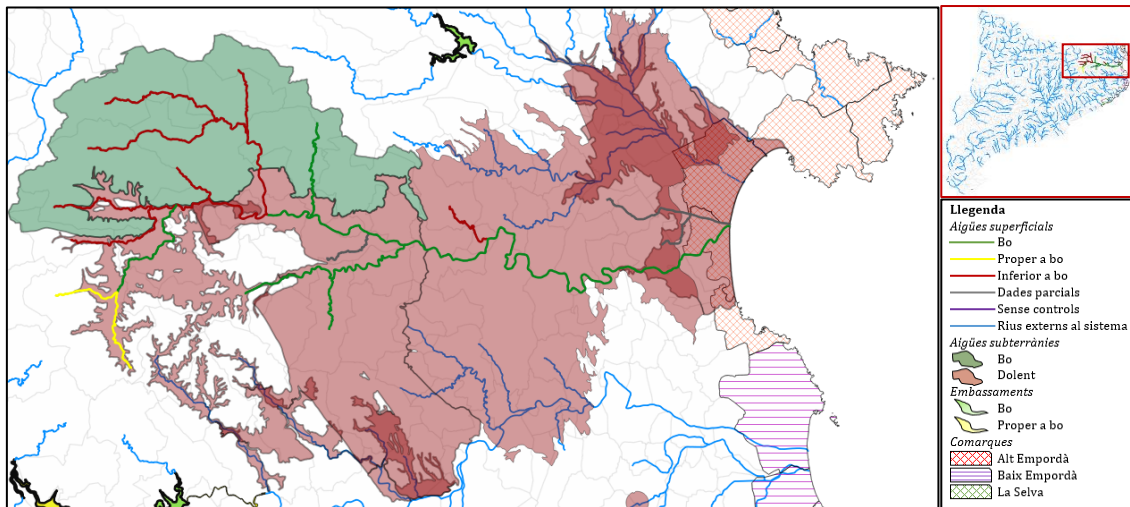 Llegenda
Aigües superficials
Bo
Proper a bo
Inferior a bo
Dades parcials
Sense controls
Rius externs al sistema
Aigües subterrànies
Bo
Dolent
Embassaments
Bo
Proper a bo
Comarques
Alt Empordà
Baix Empordà
La Selva